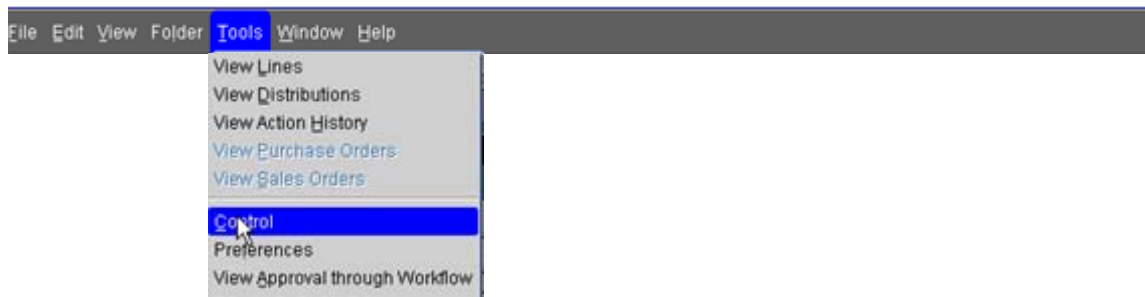 File Edit View Folder Tools Window Help
View Lines
View Distributions
View Action History
View Purchase Orders
View Sales Orders
Control
Preferences
View Approval through Workflow